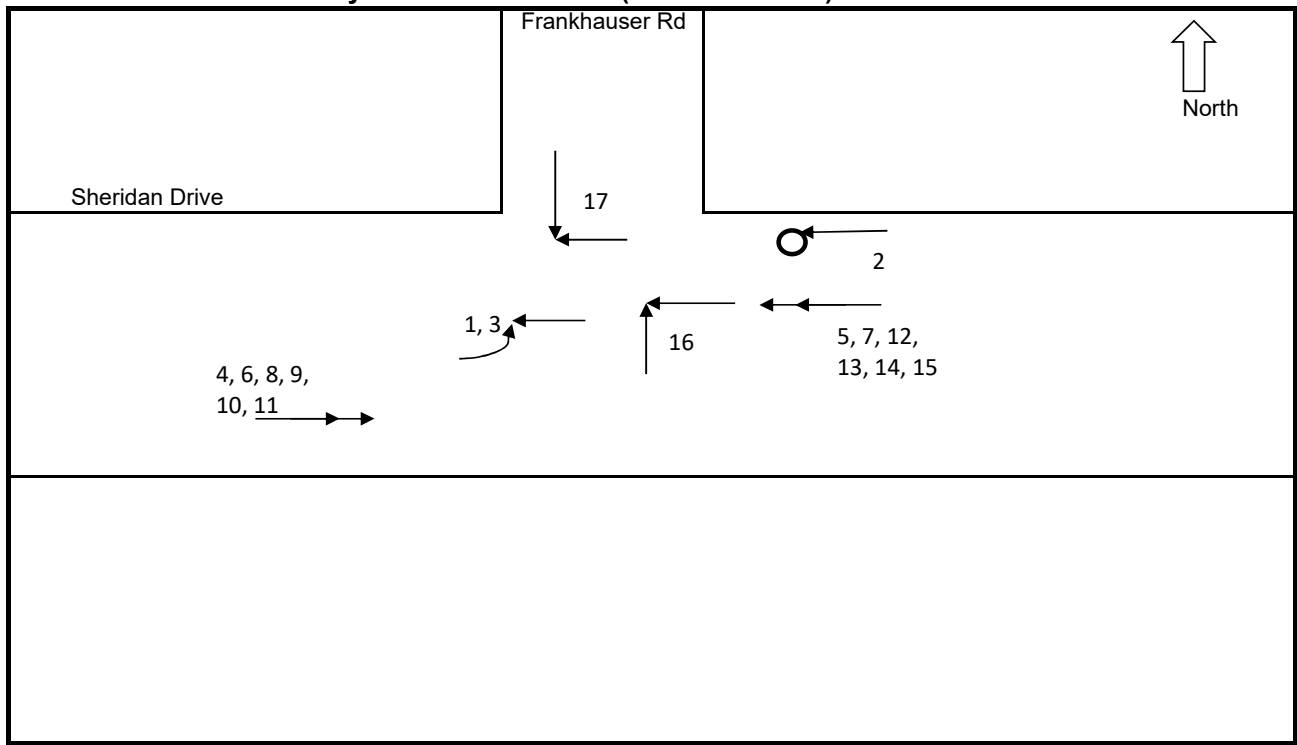 Frankhauser Rd
North
Sheridan Drive
17
2
1, 3
16
5, 7, 12,
13, 14, 15
4, 6, 8, 9,
10, 11